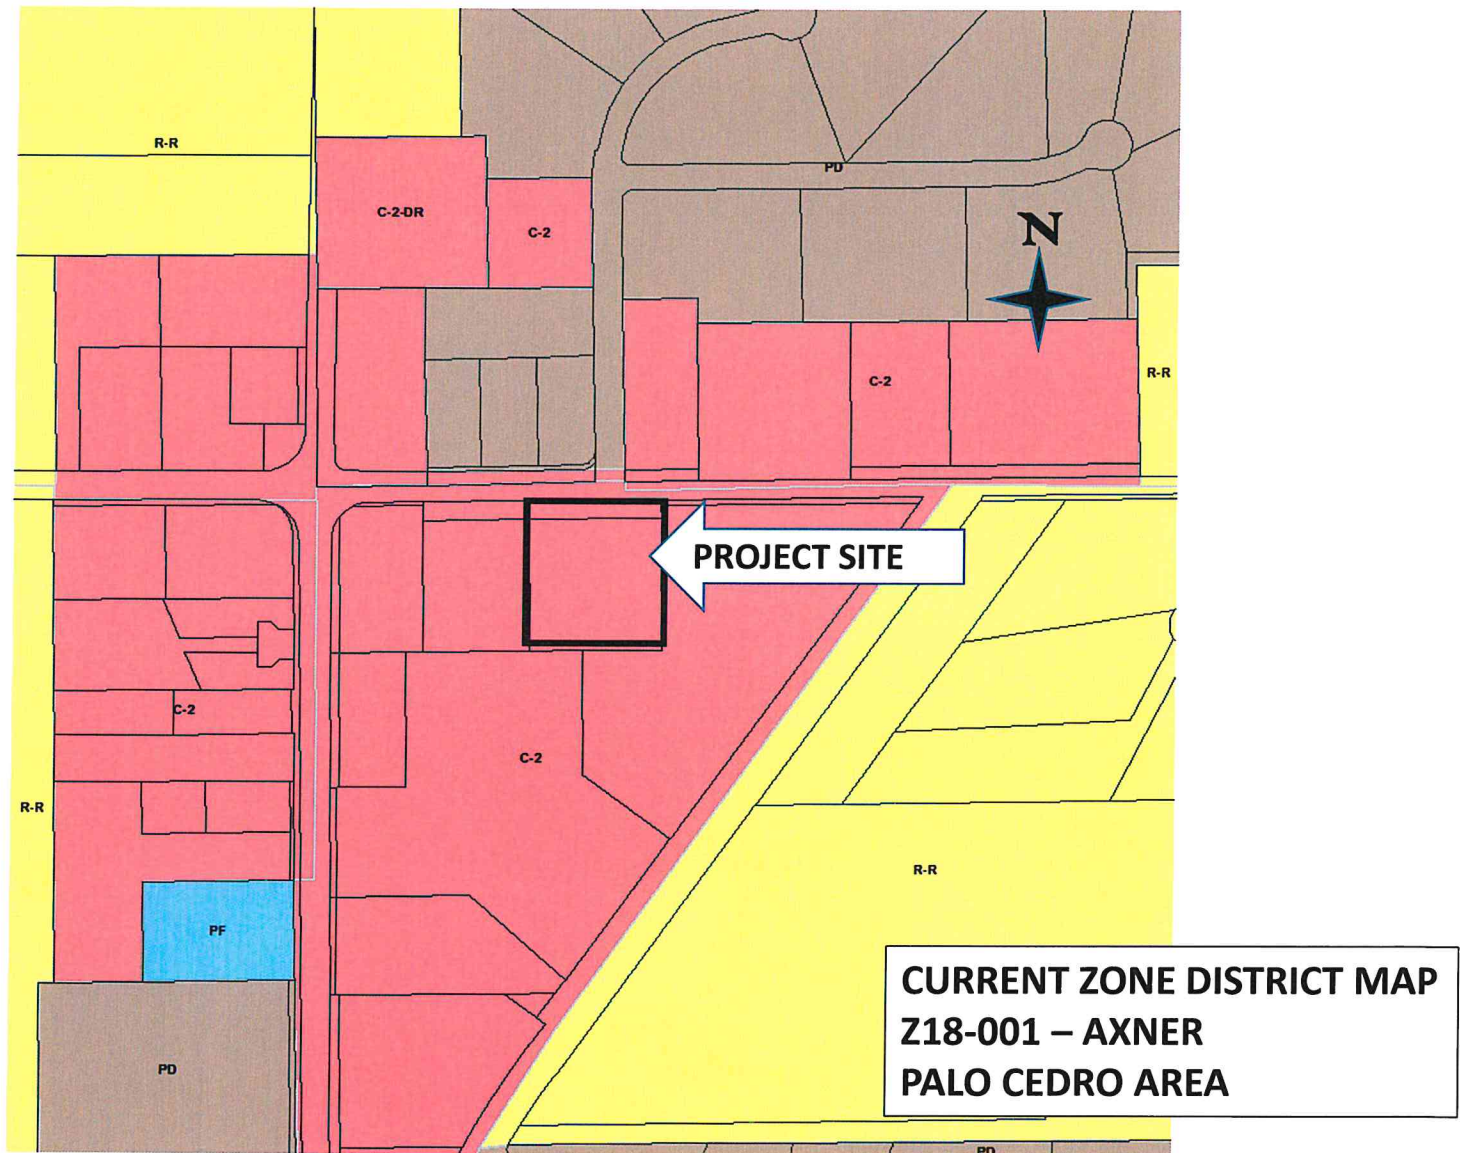 R-R
PD
C-2-DR
C-2
N
C-2
R-R
PROJECT SITE
C-2
C-2
R-R
R-R
PF
CURRENT ZONE DISTRICT MAP
Z18-001 – AXNER
PALO CEDRO AREA
PD
PD